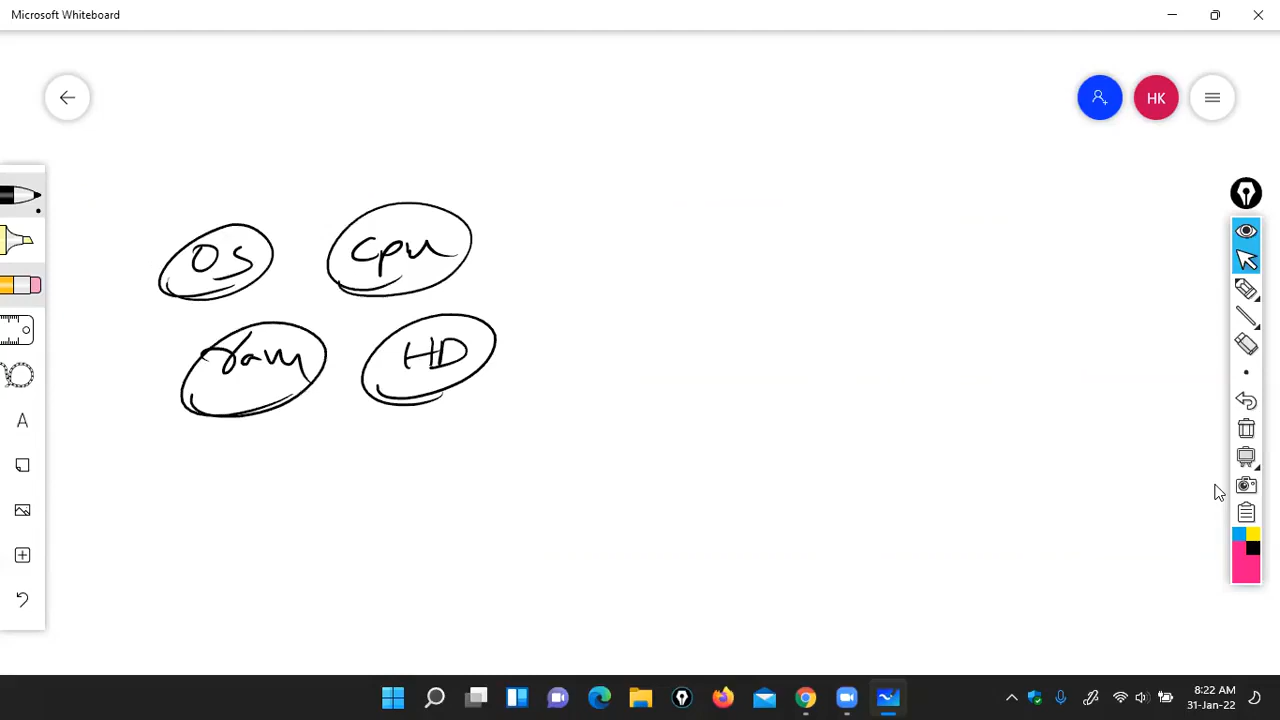 Microsoft Whiteboard
HK
OS cpu
ram HD
A
8:22 AM
31-Jan-22